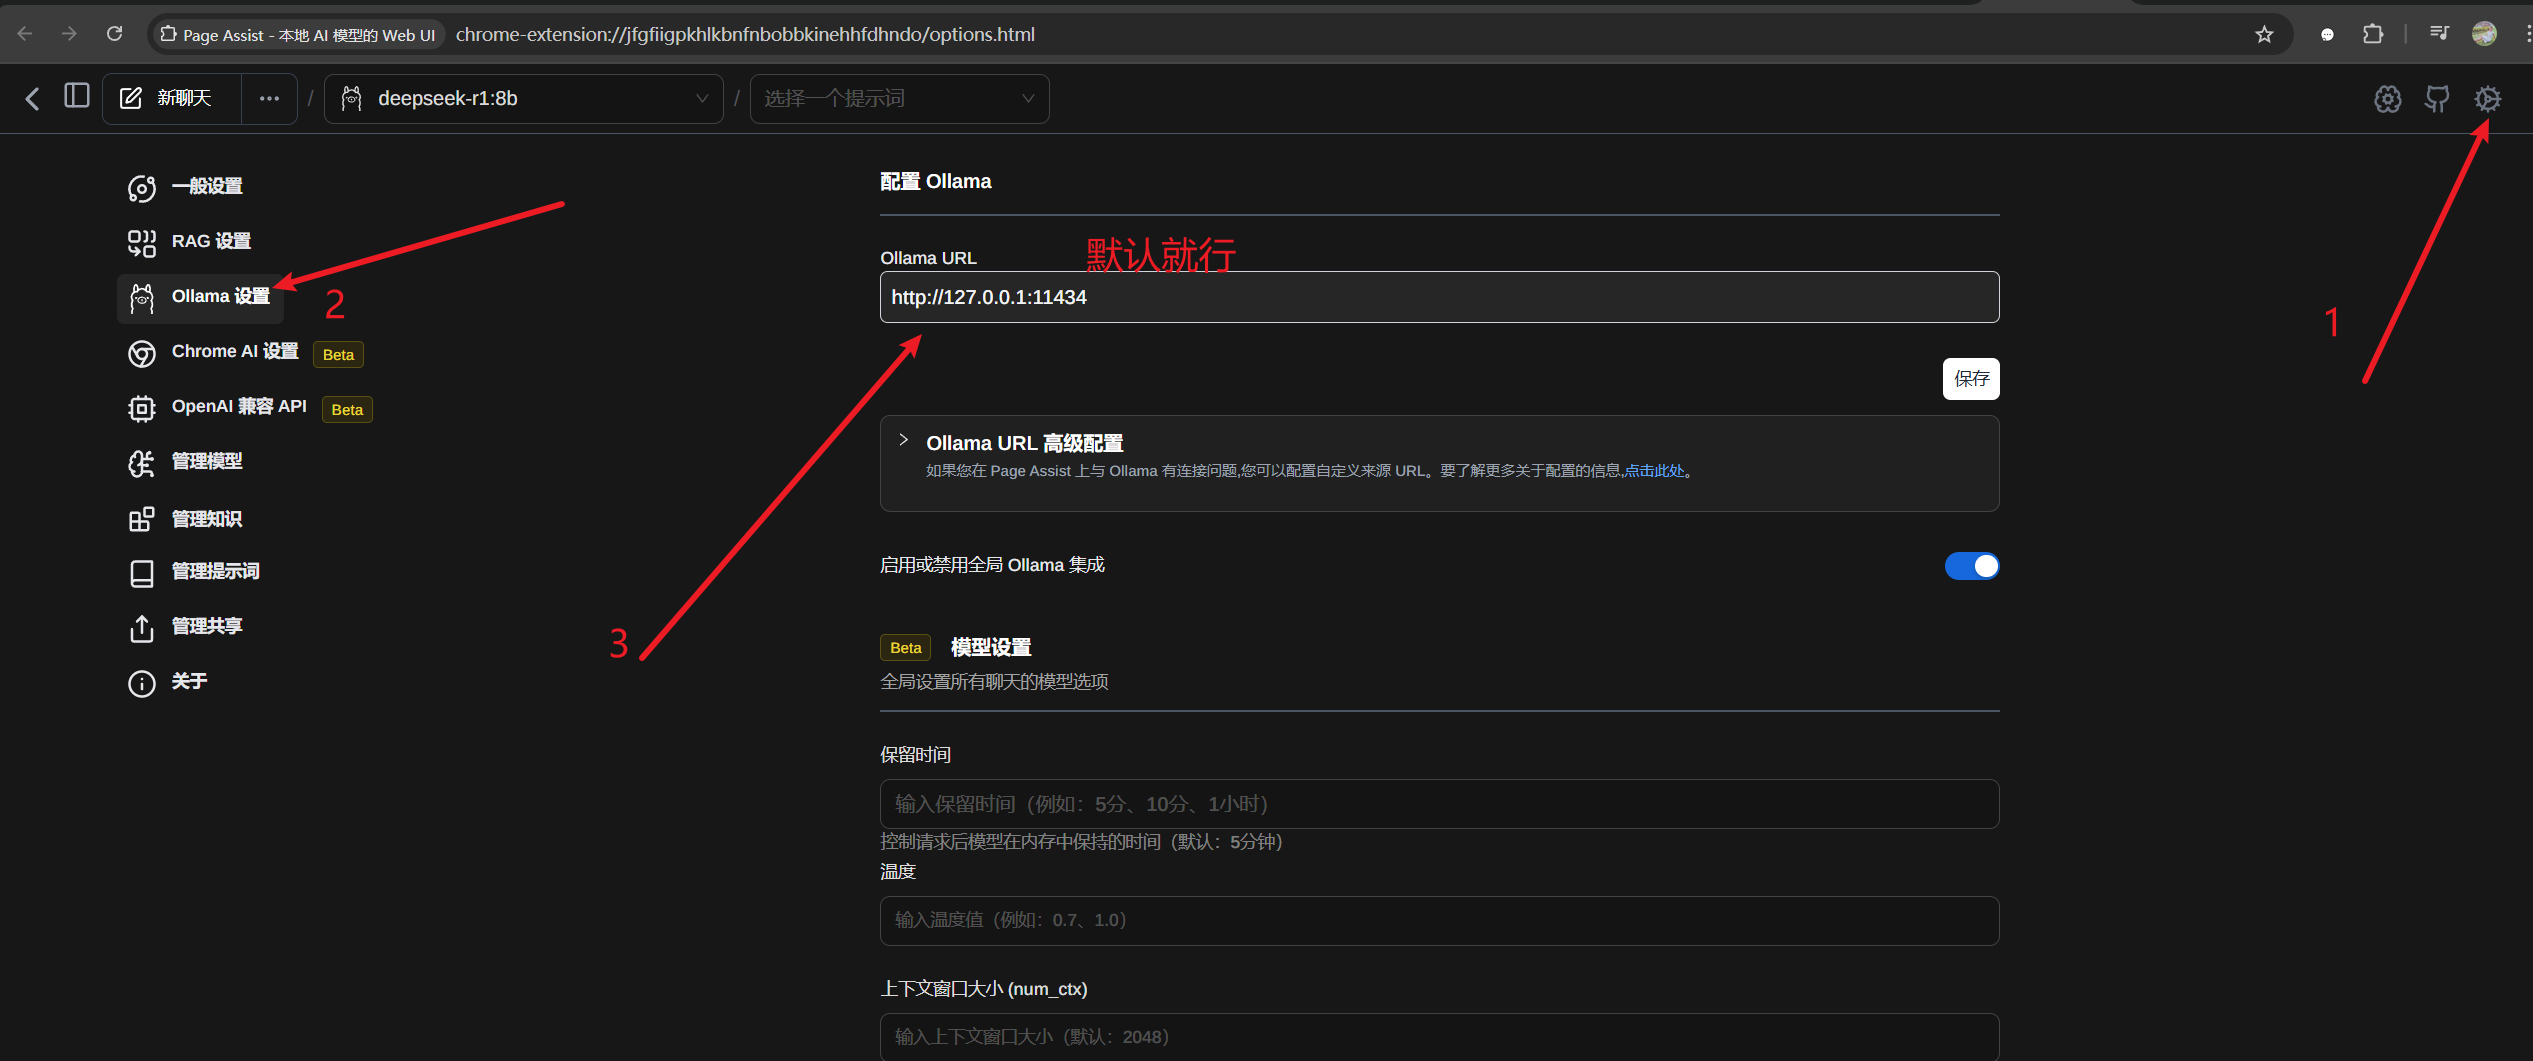 Page Assist - 本地 AI 模型的 Web UI
chrome-extension://jfgfiigpkhlkbnfnbobbkinehhfdhndo/options.html
新聊天
/
deepseek-r1:8b
/
选择一个提示词
一般设置
RAG 设置
Ollama 设置
2
Chrome AI 设置 Beta
OpenAI 兼容 API Beta
管理模型
管理知识
管理提示词
管理共享
关于
配置 Ollama
Ollama URL
默认就行
http://127.0.0.1:11434
1
保存
Ollama URL 高级配置
如果您在 Page Assist 上与 Ollama 有连接问题,您可以配置自定义来源 URL。要了解更多关于配置的信息,点击此处。
启用或禁用全局 Ollama 集成
3
Beta 模型设置
全局设置所有聊天的模型选项
保留时间
输入保留时间（例如：5分、10分、1小时）
控制请求后模型在内存中保持的时间（默认：5分钟）
温度
输入温度值（例如：0.7、1.0）
上下文窗口大小 (num_ctx)
输入上下文窗口大小（默认：2048）